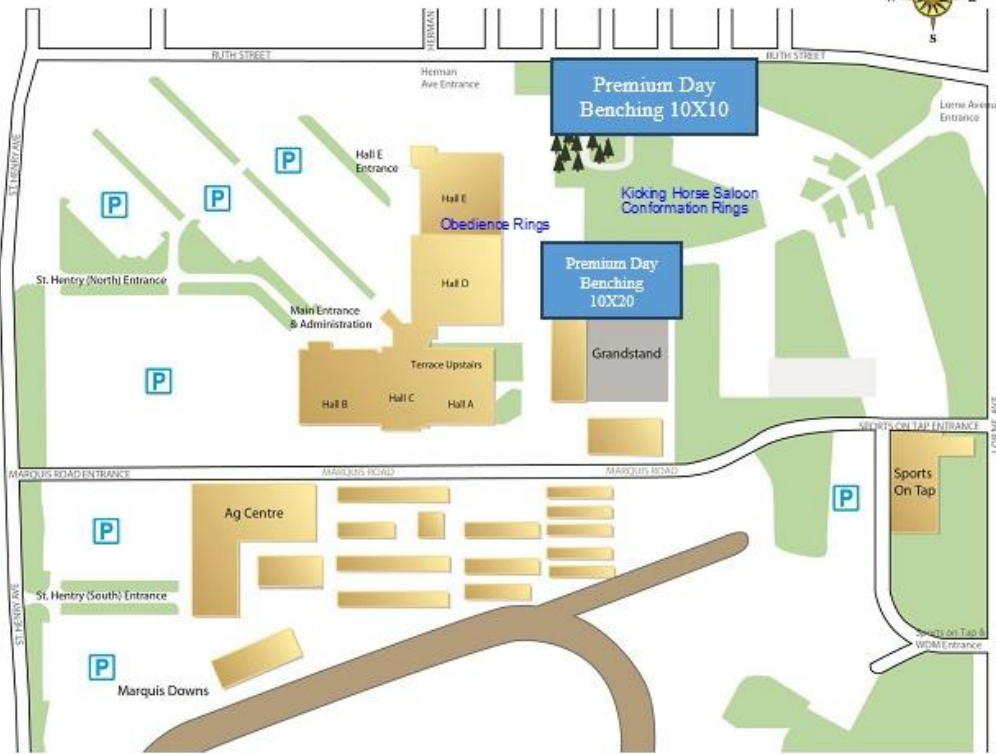 E
S
HERMAN
RUTH STREET
RUTH STREET
Herman
Ave Entrance
Premium Day
Benching 10X10
Lorne Avenu
Entrance
ST. HENRY AVE
Hall E
Entrance
P
P
P
Hall E
Kicking Horse Saloon
Conformation Rings
Obedience Rings
Premium Day
Benching
10X20
St. Hentry (North) Entrance
Hall D
Main Entrance
& Administration
Grandstand
Terrace Upstairs
P
Hall B
Hall C
Hall A
SPORTS ON TAP ENTRANCE
LORNE AVE
MARQUIS ROAD ENTRANCE
MARQUIS ROAD
MARQUIS ROAD
Sports
On Tap
P
Ag Centre
P
St. Hentry (South) Entrance
ST. HENRY AVE
Sports on Tap &
WDM Entrance
P
Marquis Downs